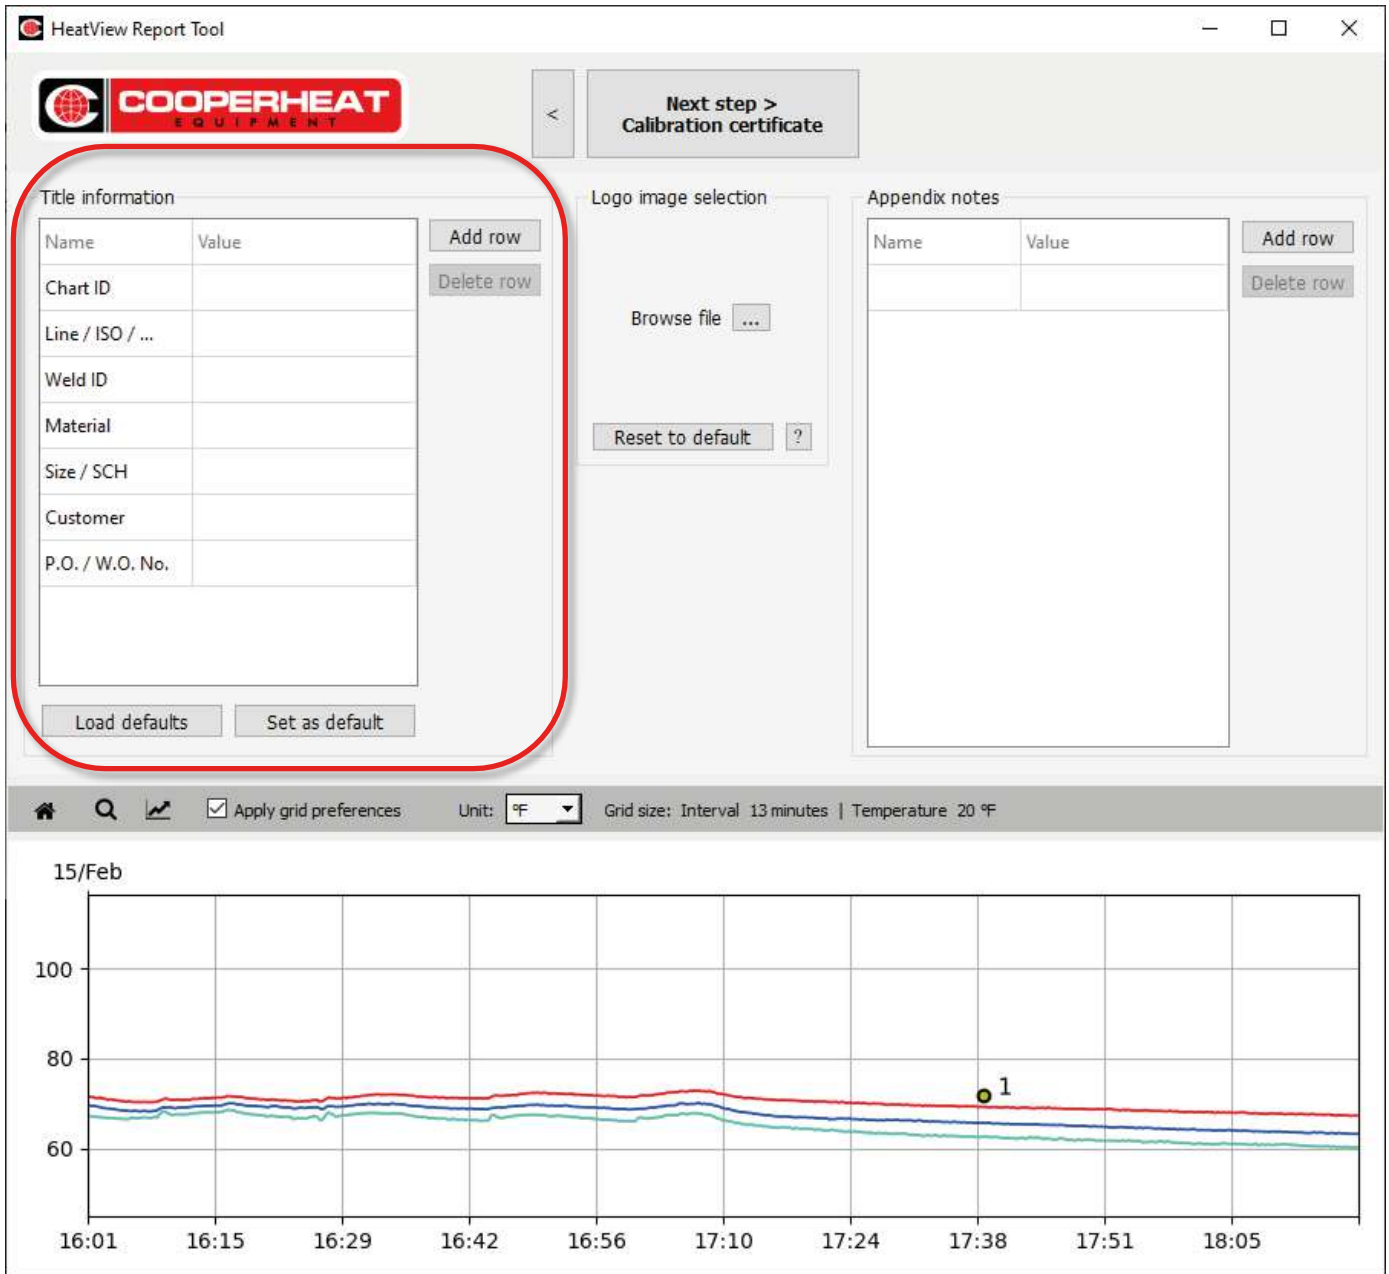 HeatView Report Tool
COOPERHEAT
EQUIPMENT
<
Next step >
Calibration certificate
Title information
Name Value
Chart ID
Line / ISO / ...
Weld ID
Material
Size / SCH
Customer
P.O. / W.O. No.
Add row
Delete row
Load defaults Set as default
Logo image selection
Browse file ...
Reset to default ?
Appendix notes
Name Value
Add row
Delete row
Apply grid preferences Unit: °F Grid size: Interval 13 minutes | Temperature 20 °F
15/Feb
100
80
1
60
16:01 16:15 16:29 16:42 16:56 17:10 17:24 17:38 17:51 18:05